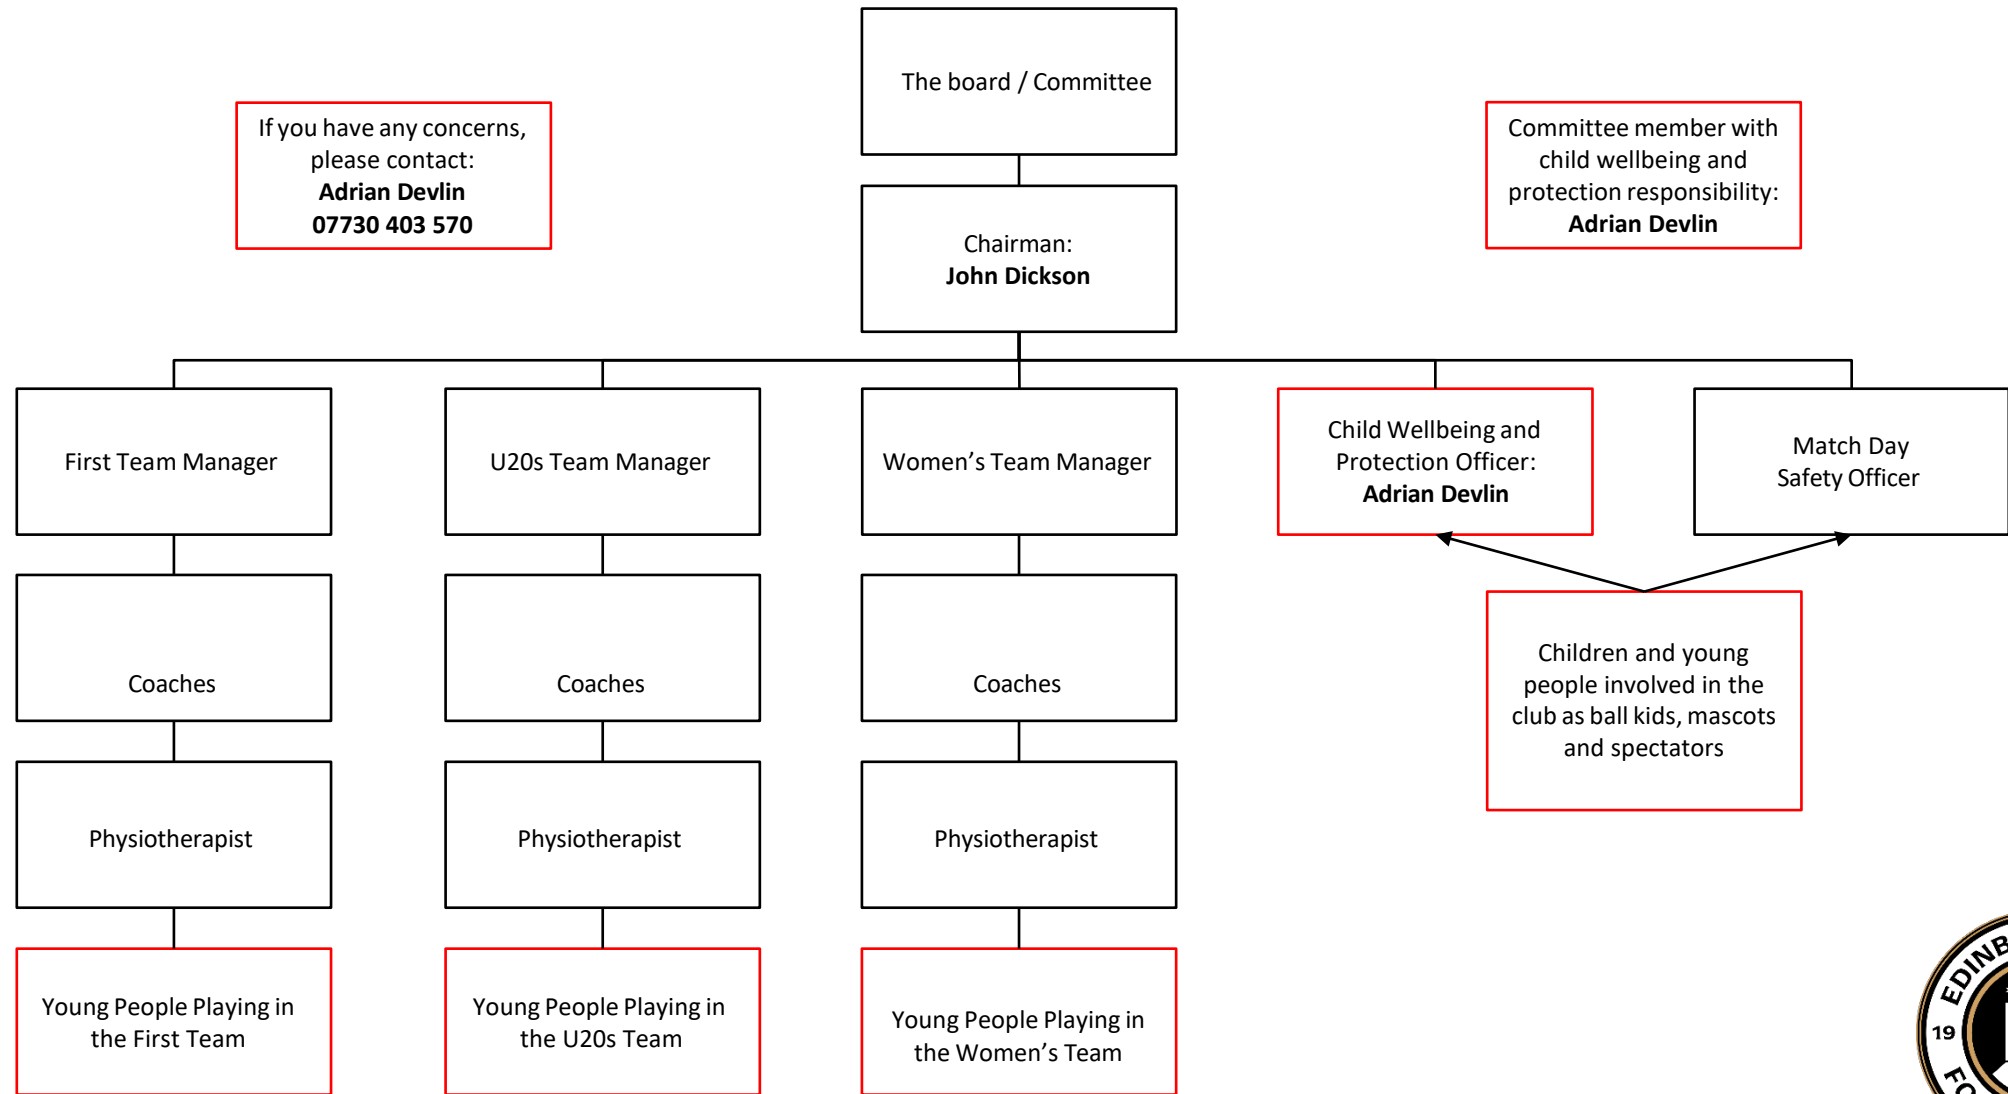 The board / Committee
If you have any concerns,
please contact:
Adrian Devlin
07730 403 570
Committee member with
child wellbeing and
protection responsibility:
Adrian Devlin
Chairman:
John Dickson
First Team Manager
U20s Team Manager
Women’s Team Manager
Child Wellbeing and
Protection Officer:
Adrian Devlin
Match Day
Safety Officer
Coaches
Coaches
Coaches
Children and young
people involved in the
club as ball kids, mascots
and spectators
Physiotherapist
Physiotherapist
Physiotherapist
Young People Playing in
the First Team
Young People Playing in
the U20s Team
Young People Playing in
the Women’s Team
19